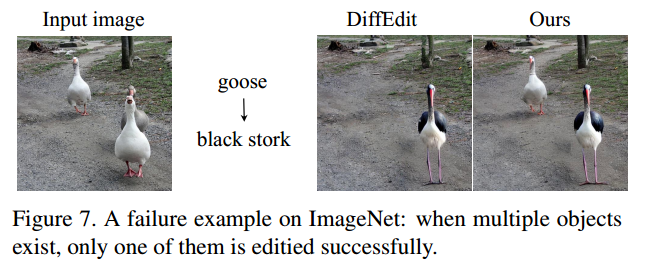 Input image
DiffEdit
Ours
goose
black stork
Figure 7. A failure example on ImageNet: when multiple objects
exist, only one of them is editied successfully.